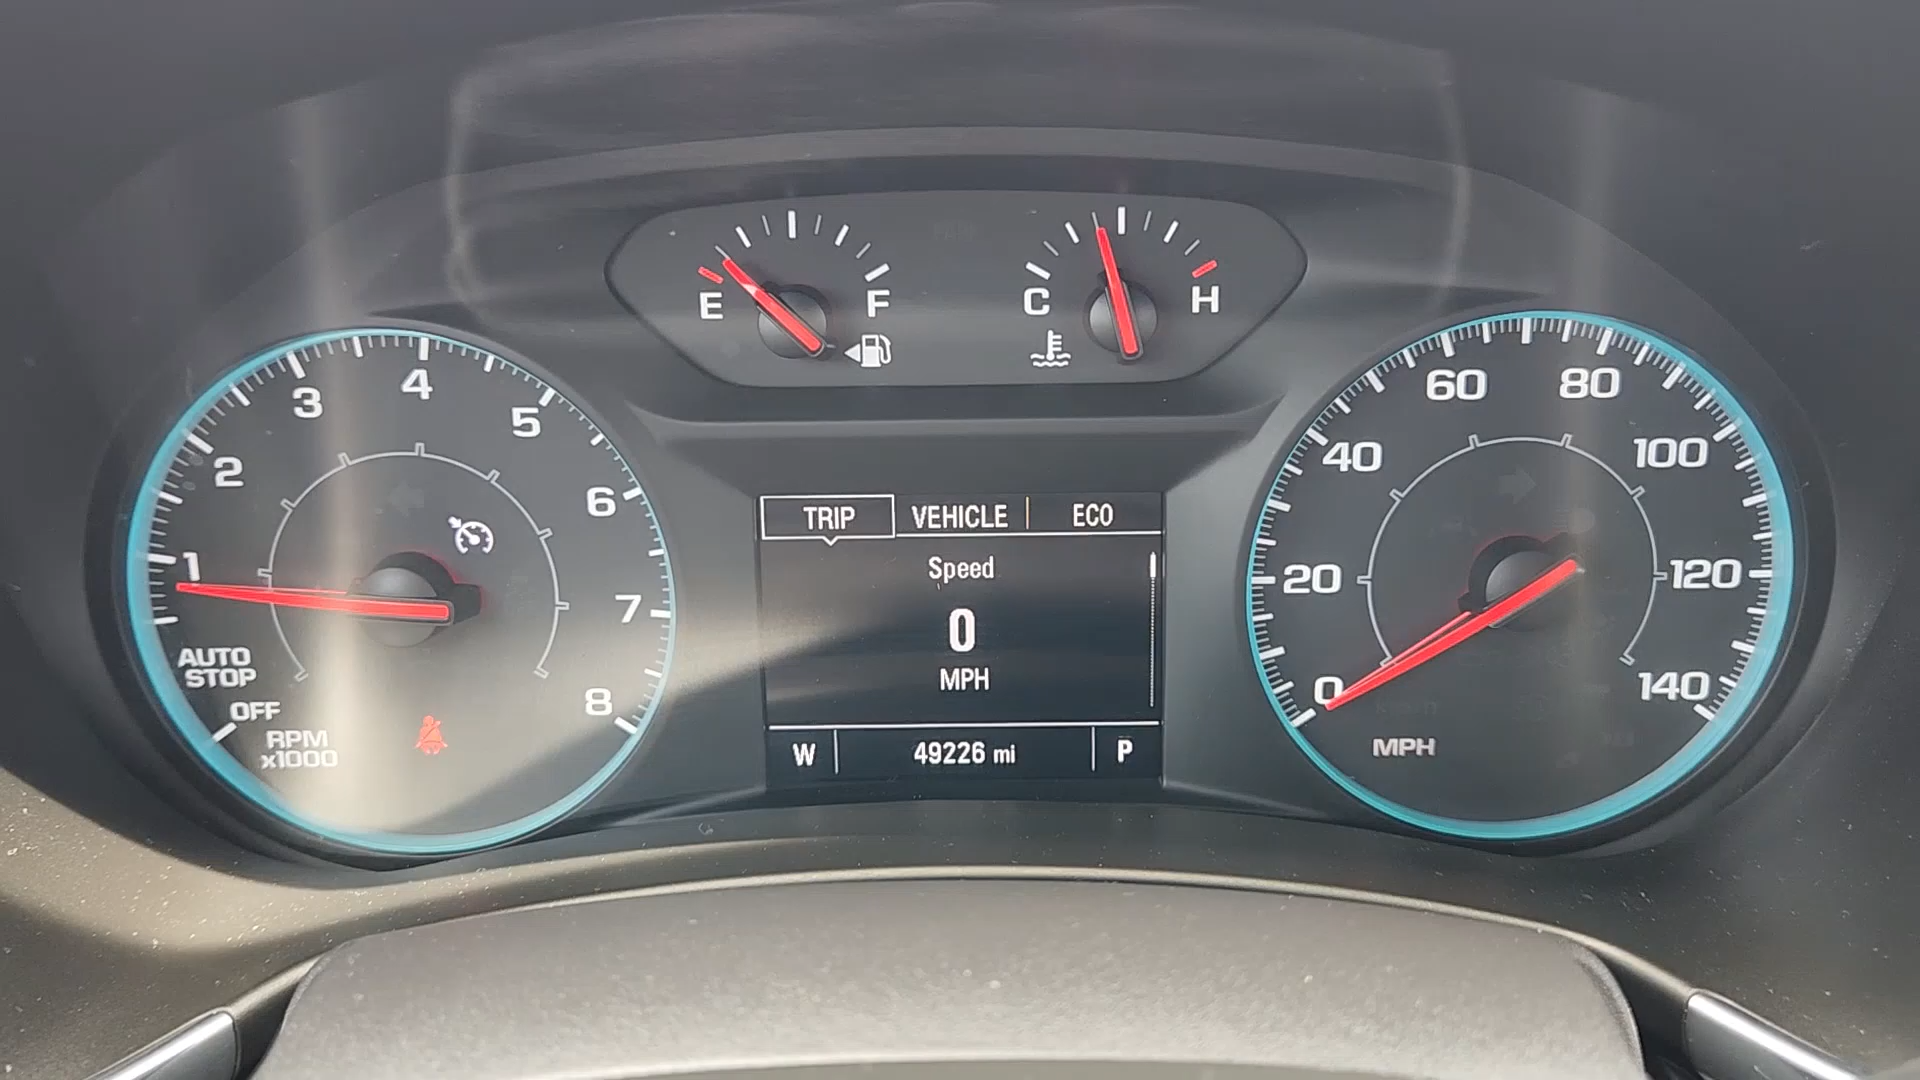 E F
C H
1 2 3 4 5 6 7 8
AUTO
STOP
OFF
RPM
x1000
TRIP VEHICLE ECO
Speed
0
MPH
W 49226 mi P
0 20 40 60 80 100 120 140
MPH